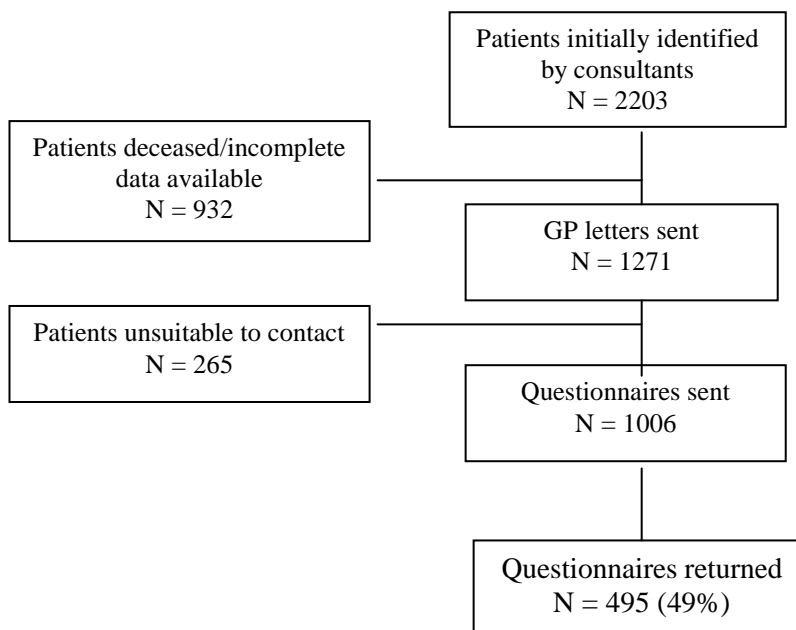 Patients initially identified
by consultants
N = 2203
Patients deceased/incomplete
data available
N = 932
GP letters sent
N = 1271
Patients unsuitable to contact
N = 265
Questionnaires sent
N = 1006
Questionnaires returned
N = 495 (49%)